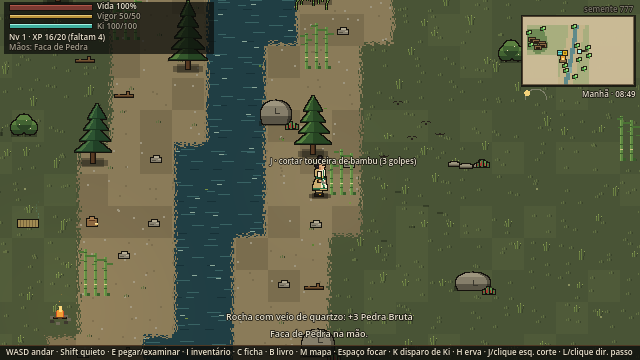 Vida 100%
Vigor 50/50
Ki 100/100
Nv 1 · XP 16/20 (faltam 4)
Mãos: Faca de Pedra
semente 777
Manhã · 08:49
J · cortar touceira de bambu (3 golpes)
Rocha com veio de quartzo: +3 Pedra Bruta
Faca de Pedra na mão.
WASD andar · Shift quieto · E pegar/examinar · I inventário · C ficha · B livro · M mapa · Espaço focar · K disparo de Ki · H erva · J/clique esq. corte · L/clique dir. passo